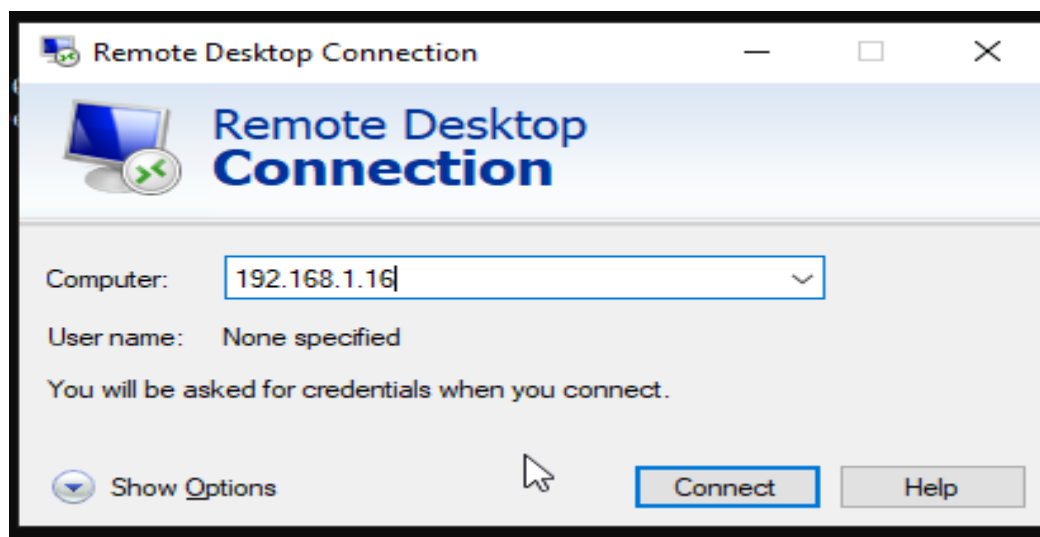 Remote Desktop Connection
Remote Desktop
Connection
Computer: 192.168.1.16
User name: None specified
You will be asked for credentials when you connect.
Show Options Connect Help